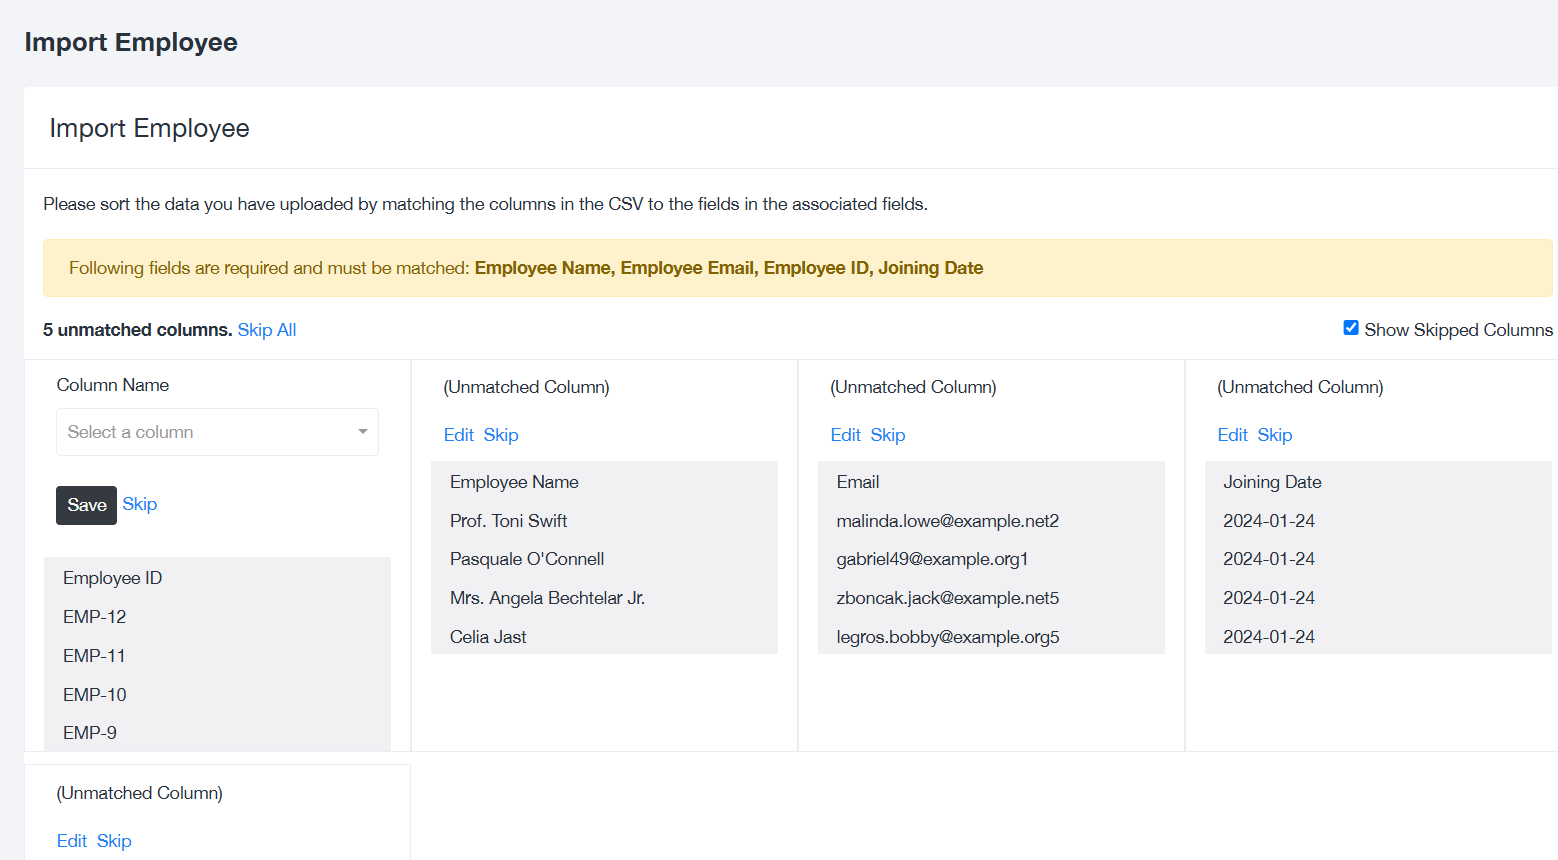 Import Employee
Import Employee
Please sort the data you have uploaded by matching the columns in the CSV to the fields in the associated fields.
Following fields are required and must be matched: Employee Name, Employee Email, Employee ID, Joining Date
5 unmatched columns. Skip All
Show Skipped Columns
Column Name
Select a column
Save Skip
Employee ID
EMP-12
EMP-11
EMP-10
EMP-9
(Unmatched Column)
Edit Skip
Employee Name
Prof. Toni Swift
Pasquale O'Connell
Mrs. Angela Bechtelar Jr.
Celia Jast
(Unmatched Column)
Edit Skip
Email
malinda.lowe@example.net2
gabriel49@example.org1
zboncak.jack@example.net5
legros.bobby@example.org5
(Unmatched Column)
Edit Skip
Joining Date
2024-01-24
2024-01-24
2024-01-24
2024-01-24
(Unmatched Column)
Edit Skip